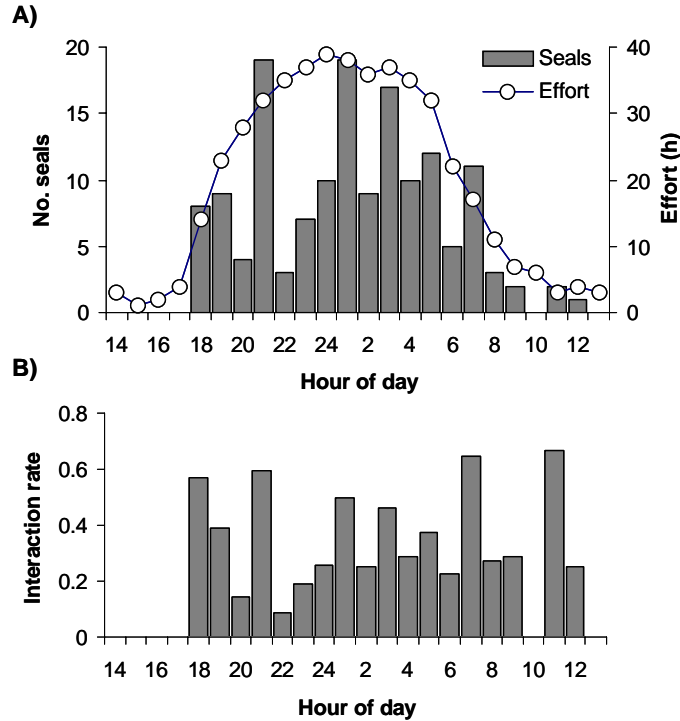 A)
20 40
Seals
Effort
15 30
10 20
5 10
0 0
No. seals
Effort (h)
14 16 18 20 22 24 2 4 6 8 10 12
Hour of day
B)
0.8
0.6
0.4
0.2
0
Interaction rate
14 16 18 20 22 24 2 4 6 8 10 12
Hour of day